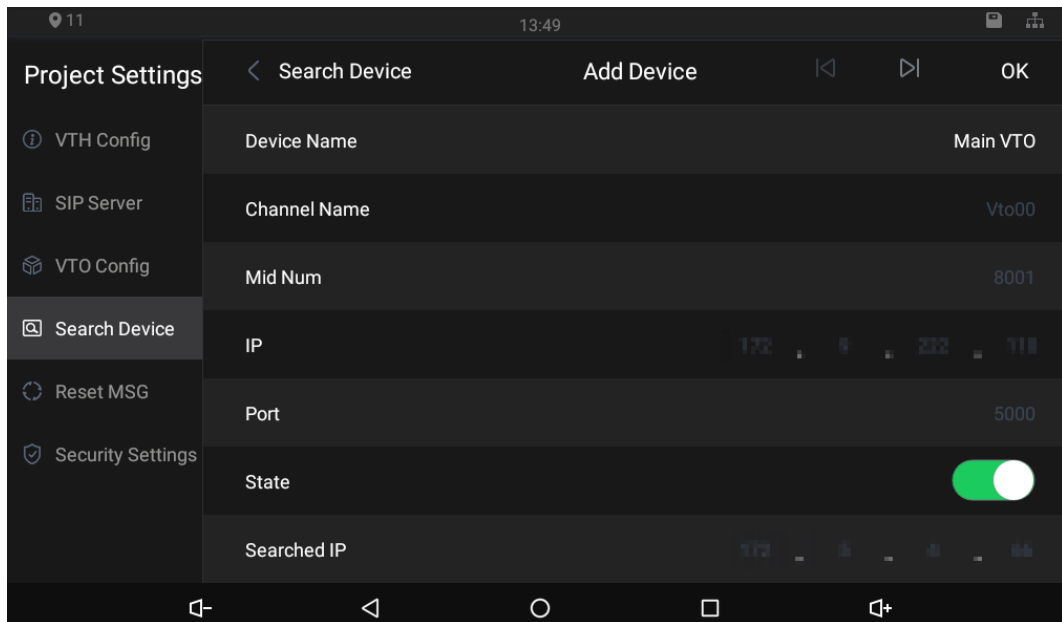 11
13:49
Project Settings
Search Device
Add Device
OK
VTH Config
SIP Server
VTO Config
Search Device
Reset MSG
Security Settings
Device Name
Main VTO
Channel Name
Vto00
Mid Num
8001
IP
Port
5000
State
Searched IP